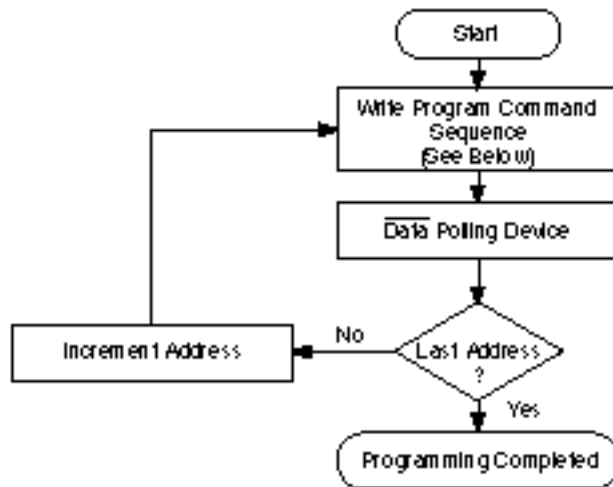 Start
Write Program Command
Sequence
(See Below)
Data Polling Device
Increment Address
No
Last Address
?
Yes
Programming Completed